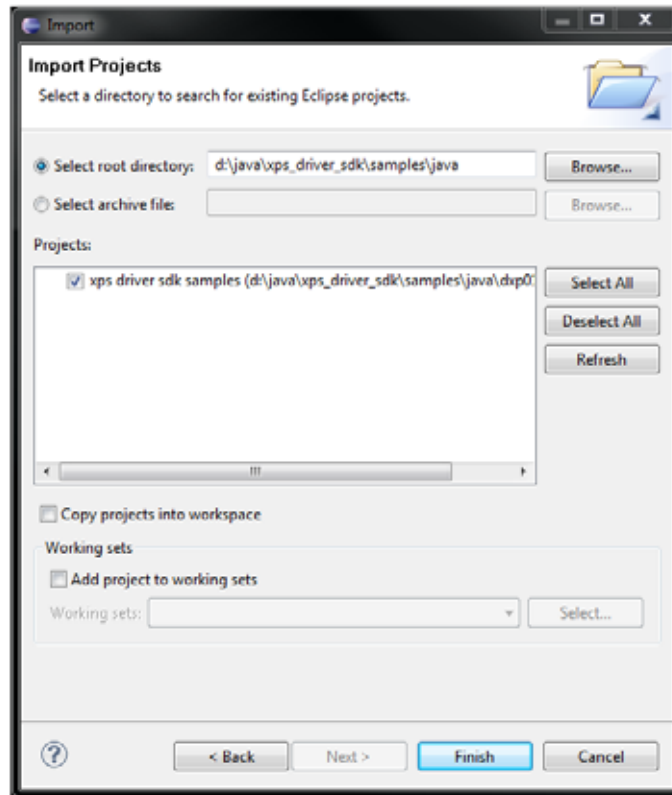 Import
Import Projects
Select a directory to search for existing Eclipse projects.
Select root directory: d:\java\xps_driver_sdk\samples\java Browse...
Select archive file: Browse...
Projects:
xps driver sdk samples (d:\java\xps_driver_sdk\samples\java\dxp0
Select All
Deselect All
Refresh
Copy projects into workspace
Working sets
Add project to working sets
Working sets: Select...
? < Back Next > Finish Cancel